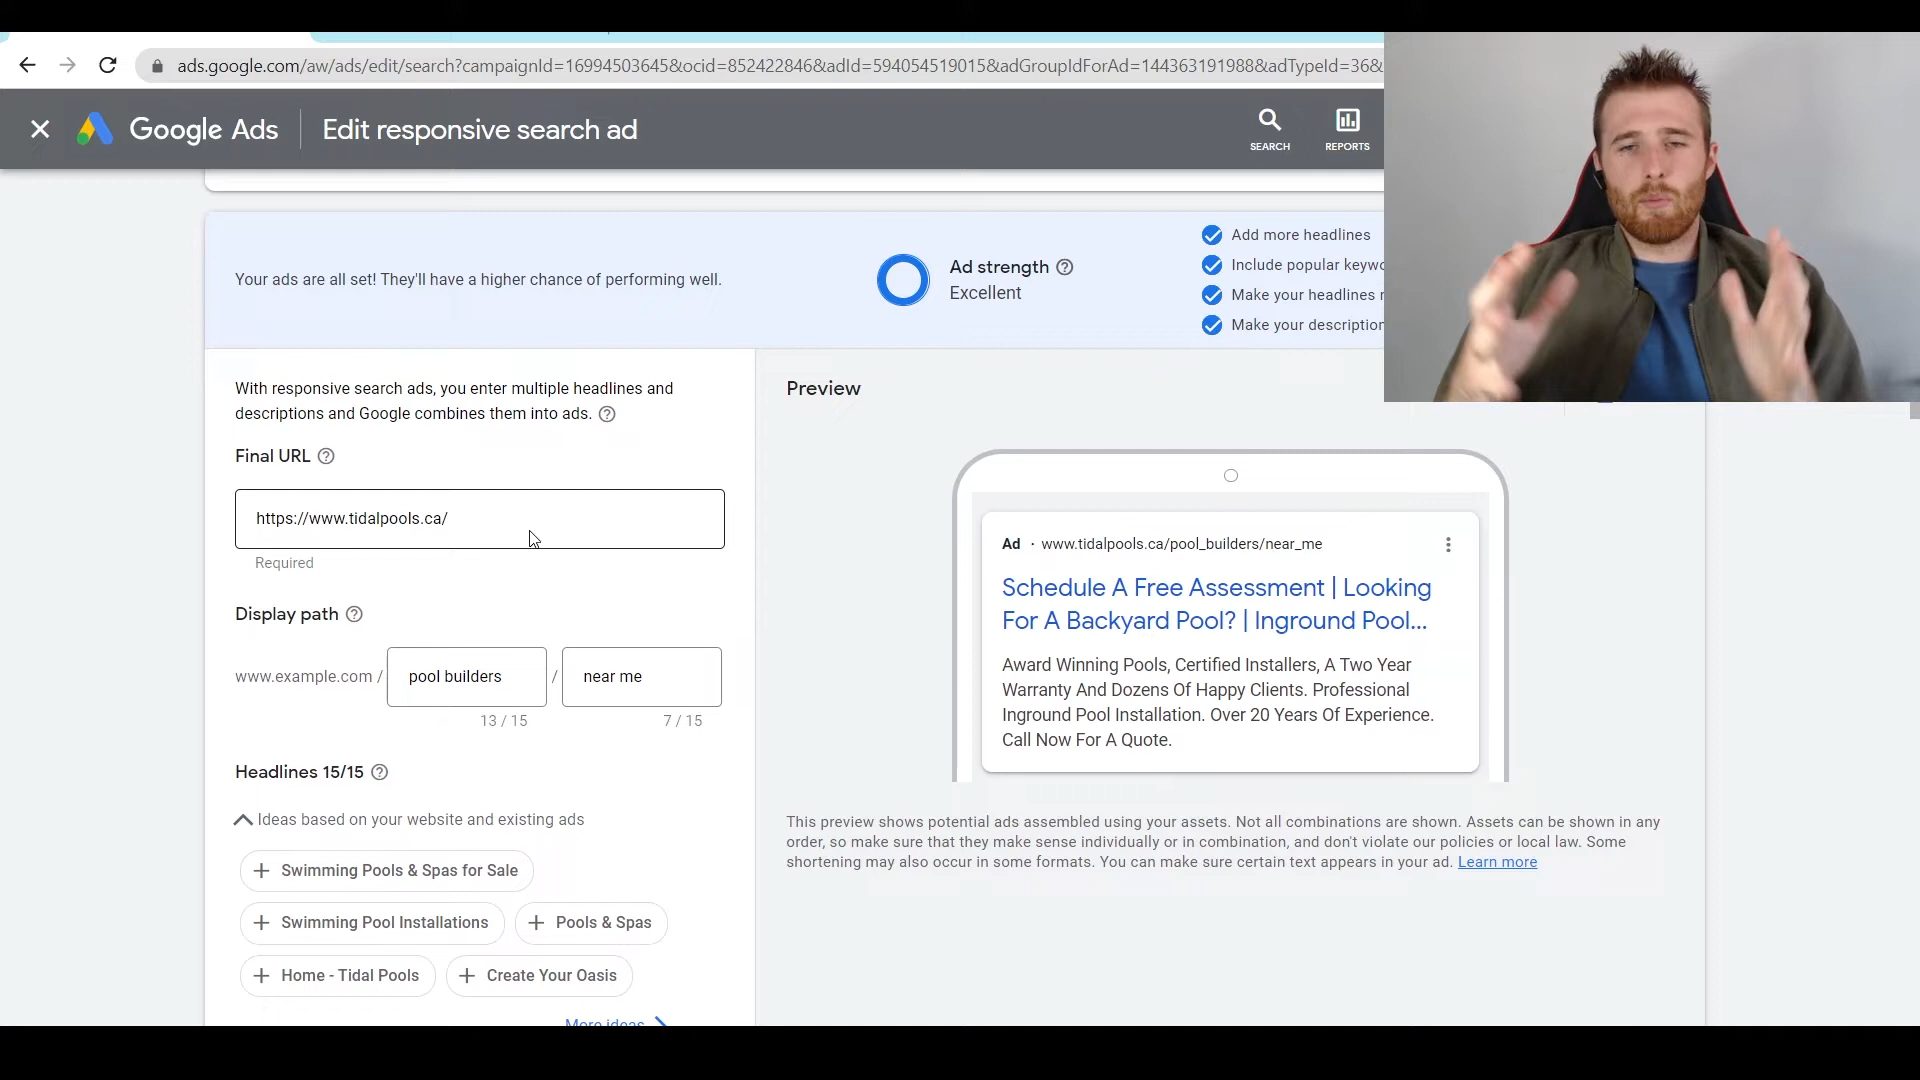 ads.google.com/aw/ads/edit/search?campaignId=16994503645&ocid=852422846&adId=594054519015&adGroupIdForAd=144363191988&adTypeId=36&
Google Ads
Edit responsive search ad
SEARCH
REPORTS
Your ads are all set! They'll have a higher chance of performing well.
Ad strength
Excellent
Add more headlines
Include popular keywo
Make your headlines
Make your description
With responsive search ads, you enter multiple headlines and
descriptions and Google combines them into ads.
Final URL
https://www.tidalpools.ca/
Required
Display path
www.example.com / pool builders / near me
13 / 15
7 / 15
Headlines 15/15
Ideas based on your website and existing ads
Swimming Pools & Spas for Sale
Swimming Pool Installations
Pools & Spas
Home - Tidal Pools
Create Your Oasis
More ideas
Preview
Ad · www.tidalpools.ca/pool_builders/near_me
Schedule A Free Assessment | Looking
For A Backyard Pool? | Inground Pool...
Award Winning Pools, Certified Installers, A Two Year
Warranty And Dozens Of Happy Clients. Professional
Inground Pool Installation. Over 20 Years Of Experience.
Call Now For A Quote.
This preview shows potential ads assembled using your assets. Not all combinations are shown. Assets can be shown in any
order, so make sure that they make sense individually or in combination, and don't violate our policies or local law. Some
shortening may also occur in some formats. You can make sure certain text appears in your ad. Learn more